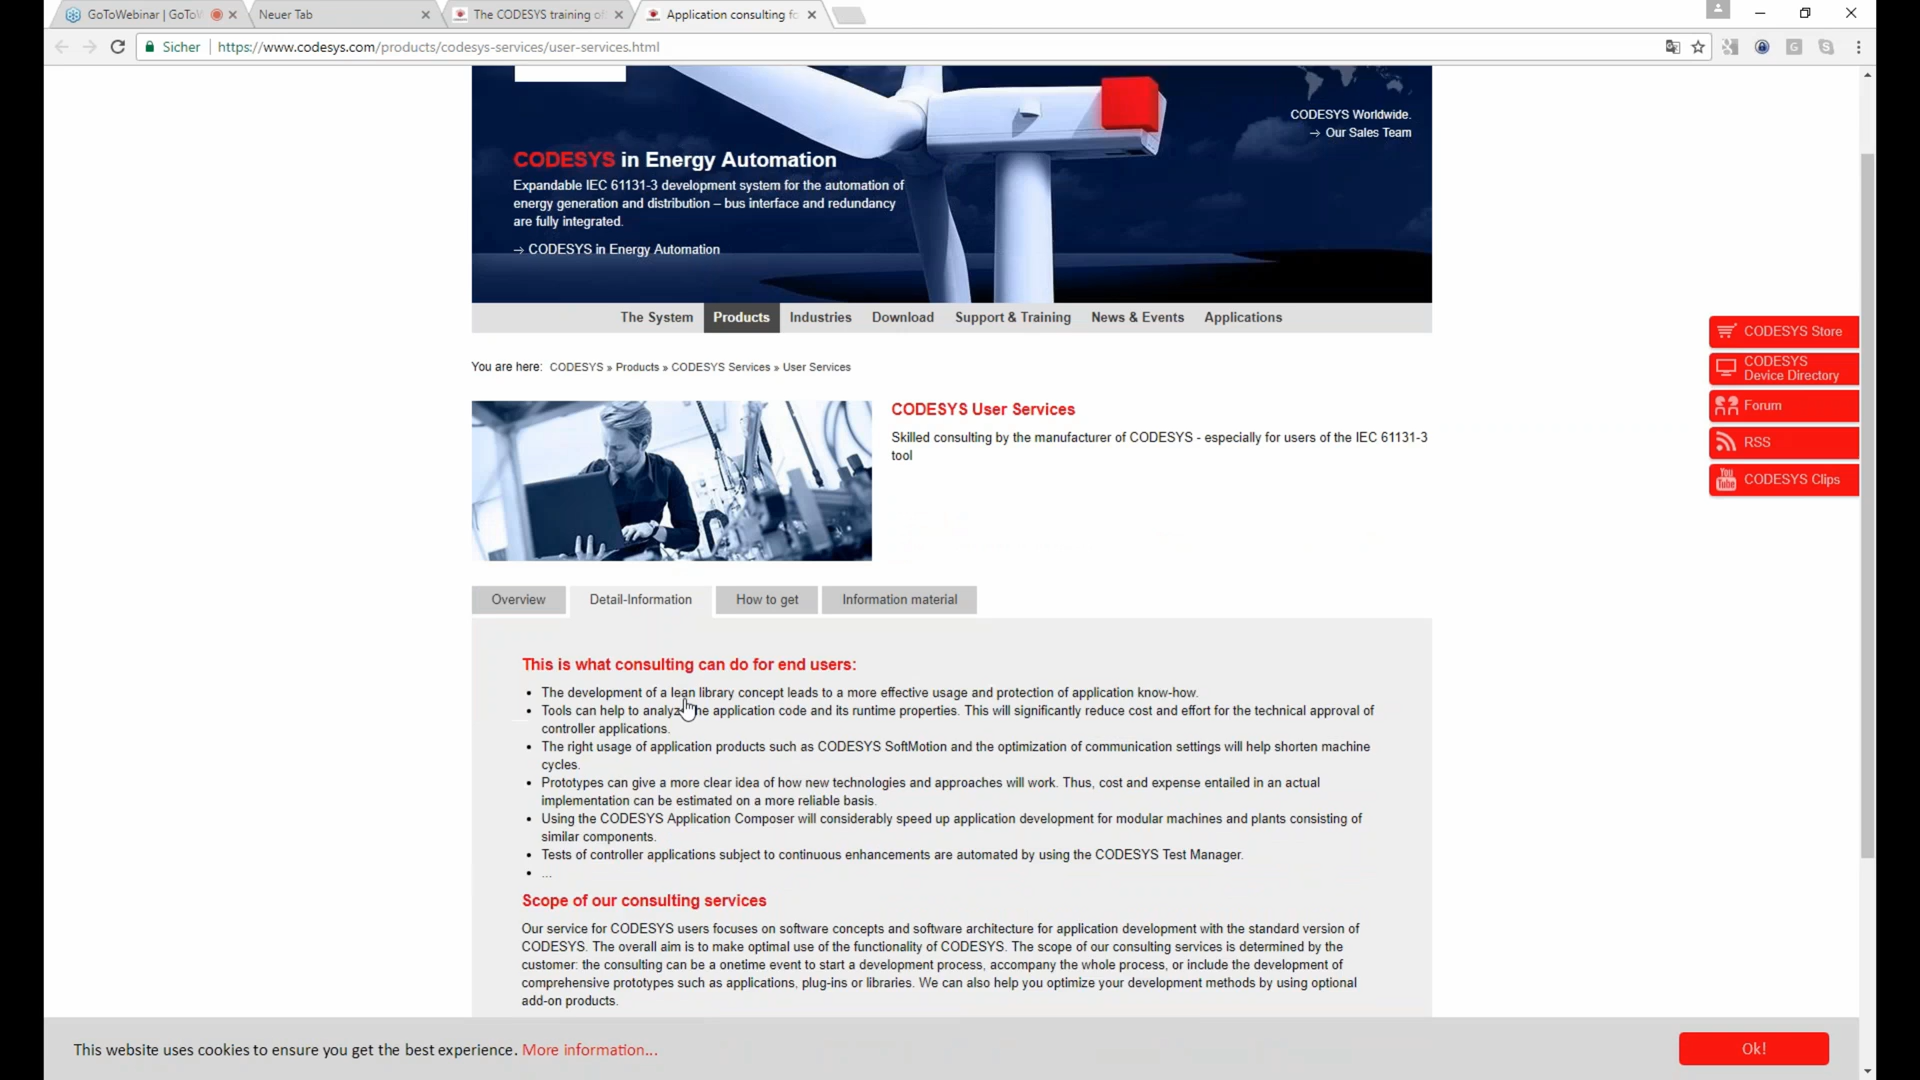 GoToWebinar | GoToW
Neuer Tab
The CODESYS training of
Application consulting fo
Sicher
https://www.codesys.com/products/codesys-services/user-services.html
CODESYS Worldwide.
→ Our Sales Team
CODESYS in Energy Automation
Expandable IEC 61131-3 development system for the automation of
energy generation and distribution – bus interface and redundancy
are fully integrated.
→ CODESYS in Energy Automation
The System Products Industries Download Support & Training News & Events Applications
You are here: CODESYS » Products » CODESYS Services » User Services
CODESYS Store
CODESYS
Device Directory
Forum
RSS
You Tube CODESYS Clips
CODESYS User Services
Skilled consulting by the manufacturer of CODESYS - especially for users of the IEC 61131-3
tool
Overview Detail-Information How to get Information material
This is what consulting can do for end users:
• The development of a lean library concept leads to a more effective usage and protection of application know-how.
• Tools can help to analyze the application code and its runtime properties. This will significantly reduce cost and effort for the technical approval of
controller applications.
• The right usage of application products such as CODESYS SoftMotion and the optimization of communication settings will help shorten machine
cycles.
• Prototypes can give a more clear idea of how new technologies and approaches will work. Thus, cost and expense entailed in an actual
implementation can be estimated on a more reliable basis.
• Using the CODESYS Application Composer will considerably speed up application development for modular machines and plants consisting of
similar components.
• Tests of controller applications subject to continuous enhancements are automated by using the CODESYS Test Manager.
• ...
Scope of our consulting services
Our service for CODESYS users focuses on software concepts and software architecture for application development with the standard version of
CODESYS. The overall aim is to make optimal use of the functionality of CODESYS. The scope of our consulting services is determined by the
customer: the consulting can be a onetime event to start a development process, accompany the whole process, or include the development of
comprehensive prototypes such as applications, plug-ins or libraries. We can also help you optimize your development methods by using optional
add-on products.
This website uses cookies to ensure you get the best experience. More information...
Ok!